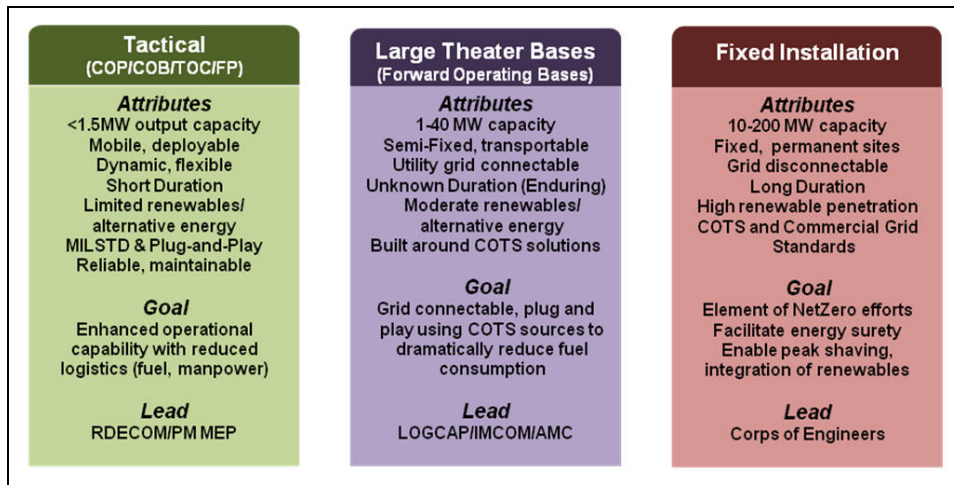 Tactical
(COP/COB/TOC/FP)
Attributes
<1.5MW output capacity
Mobile, deployable
Dynamic, flexible
Short Duration
Limited renewables/
alternative energy
MILSTD & Plug-and-Play
Reliable, maintainable
Goal
Enhanced operational
capability with reduced
logistics (fuel, manpower)
Lead
RDECOM/PM MEP
Large Theater Bases
(Forward Operating Bases)
Attributes
1-40 MW capacity
Semi-Fixed, transportable
Utility grid connectable
Unknown Duration (Enduring)
Moderate renewables/
alternative energy
Built around COTS solutions
Goal
Grid connectable, plug and
play using COTS sources to
dramatically reduce fuel
consumption
Lead
LOGCAP/IMCOM/AMC
Fixed Installation
Attributes
10-200 MW capacity
Fixed, permanent sites
Grid disconnectable
Long Duration
High renewable penetration
COTS and Commercial Grid
Standards
Goal
Element of NetZero efforts
Facilitate energy surety
Enable peak shaving,
integration of renewables
Lead
Corps of Engineers